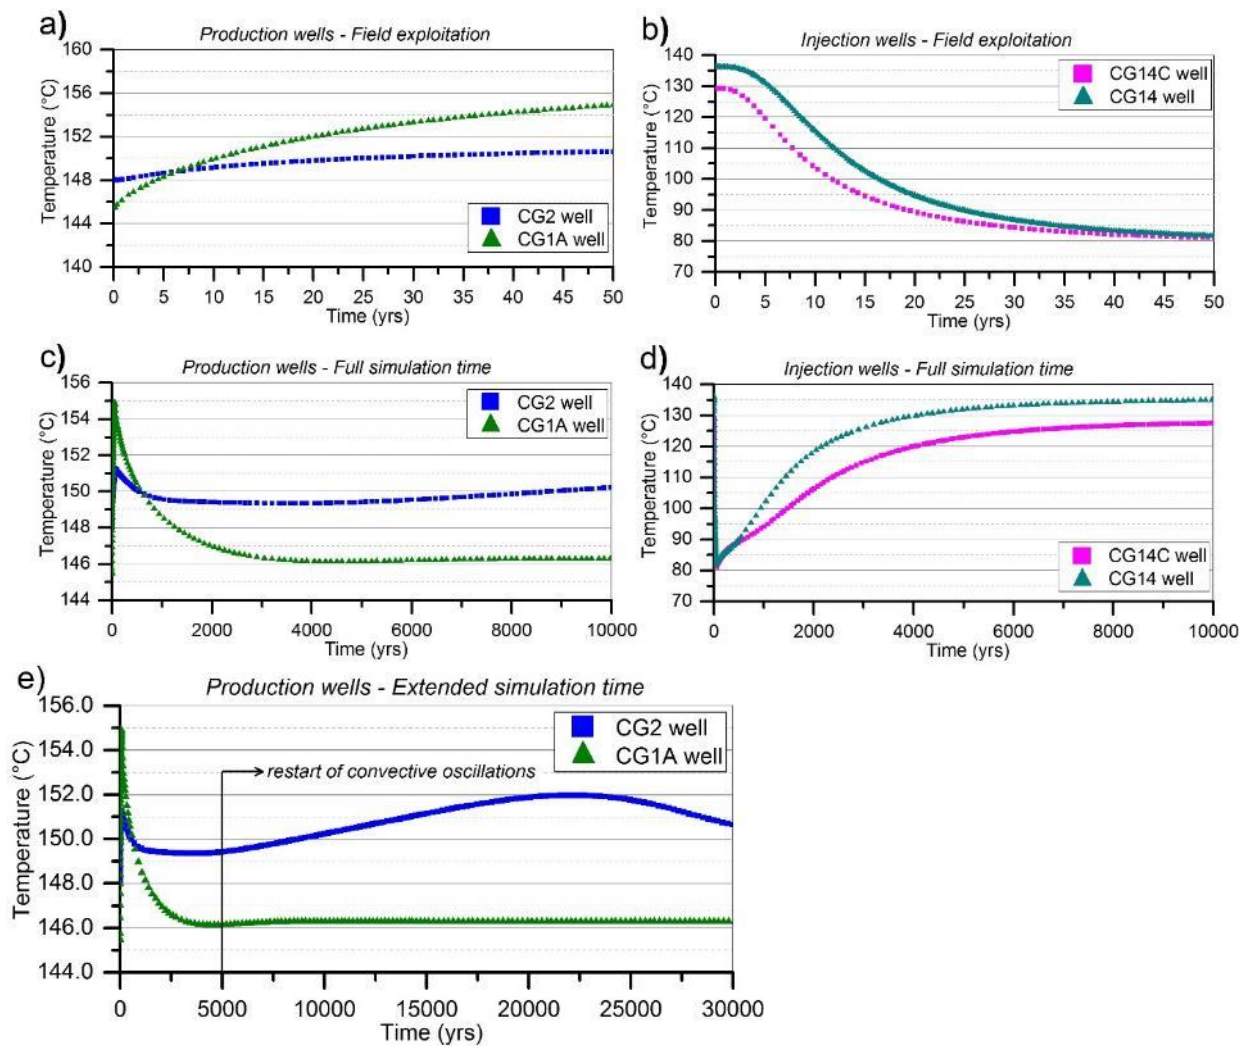 a)
Production wells - Field exploitation
160
156
152
148
144
140
Temperature (°C)
CG2 well
CG1A well
0 5 10 15 20 25 30 35 40 45 50
Time (yrs)
b)
Injection wells - Field exploitation
140
130
120
110
100
90
80
70
Temperature (°C)
CG14C well
CG14 well
0 5 10 15 20 25 30 35 40 45 50
Time (yrs)
c)
Production wells - Full simulation time
156
154
152
150
148
146
144
Temperature (°C)
CG2 well
CG1A well
0 2000 4000 6000 8000 10000
Time (yrs)
d)
Injection wells - Full simulation time
140
130
120
110
100
90
80
70
Temperature (°C)
CG14C well
CG14 well
0 2000 4000 6000 8000 10000
Time (yrs)
e)
Production wells - Extended simulation time
156.0
154.0
152.0
150.0
148.0
146.0
144.0
Temperature (°C)
CG2 well
CG1A well
restart of convective oscillations
0 5000 10000 15000 20000 25000 30000
Time (yrs)